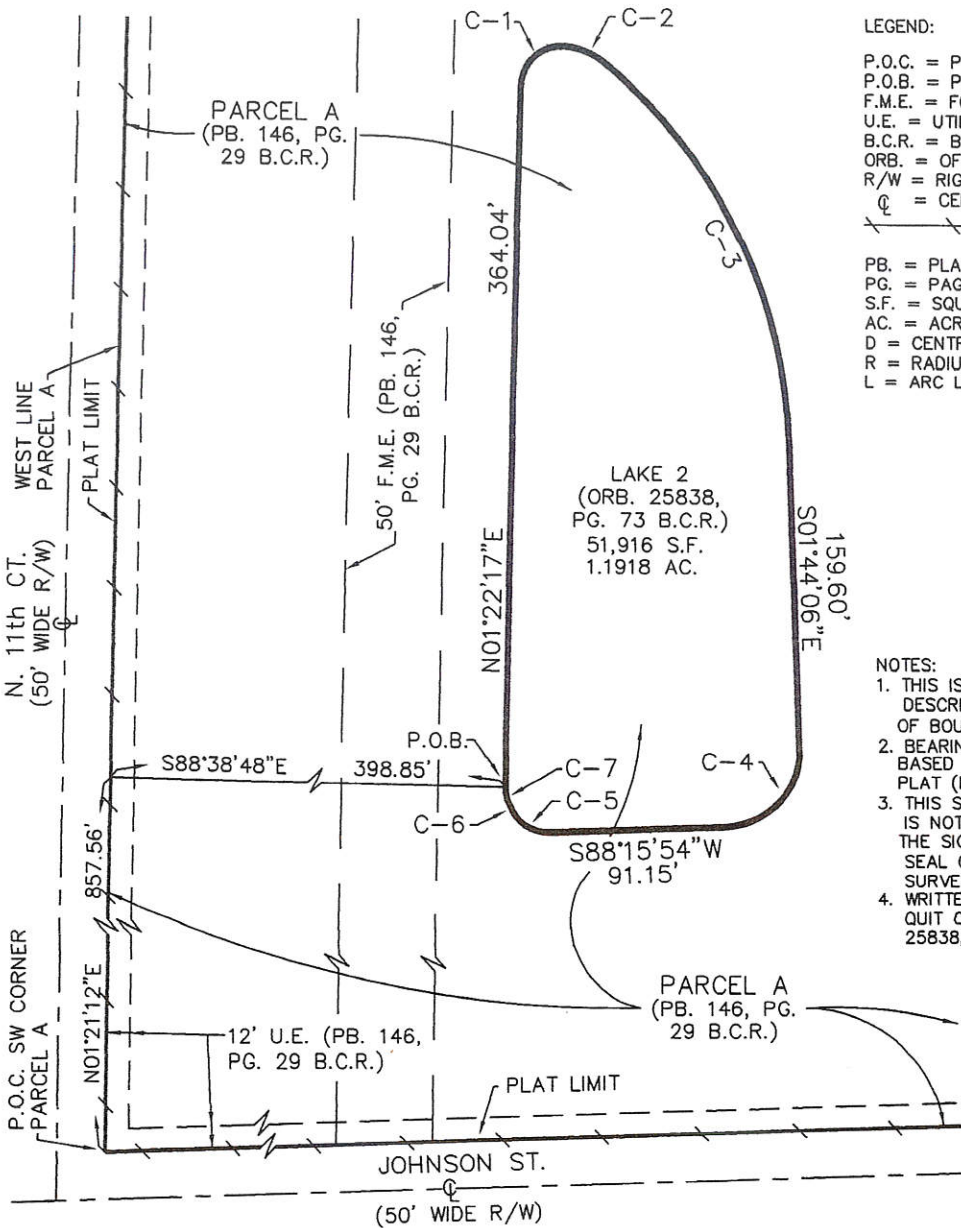 C-1
C-2
PARCEL A
(PB. 146, PG.
29 B.C.R.)
364.04'
C-3
50' F.M.E. (PB. 146,
PG. 29 B.C.R.)
WEST LINE
PARCEL A
PLAT LIMIT
N. 11th CT.
(50' WIDE R/W)
℄
LAKE 2
(ORB. 25838,
PG. 73 B.C.R.)
51,916 S.F.
1.1918 AC.
N01°22'17"E
159.60'
S01°44'06"E
P.O.B.
S88°38'48"E
398.85'
C-7
C-4
C-6
C-5
S88°15'54"W
91.15'
857.56'
N01°21'12"E
P.O.C. SW CORNER
PARCEL A
12' U.E. (PB. 146,
PG. 29 B.C.R.)
PARCEL A
(PB. 146, PG.
29 B.C.R.)
PLAT LIMIT
JOHNSON ST.
℄
(50' WIDE R/W)
LEGEND:
P.O.C. = P
P.O.B. = P
F.M.E. = F
U.E. = UTI
B.C.R. = B
ORB. = OF
R/W = RIG
℄ = CE
PB. = PLA
PG. = PAG
S.F. = SQU
AC. = ACR
D = CENT
R = RADIU
L = ARC L
NOTES:
1. THIS IS
DESCR
OF BOU
2. BEARIN
BASED
PLAT (
3. THIS S
IS NOT
THE SIG
SEAL
SURVE
4. WRITTE
QUIT C
25838,